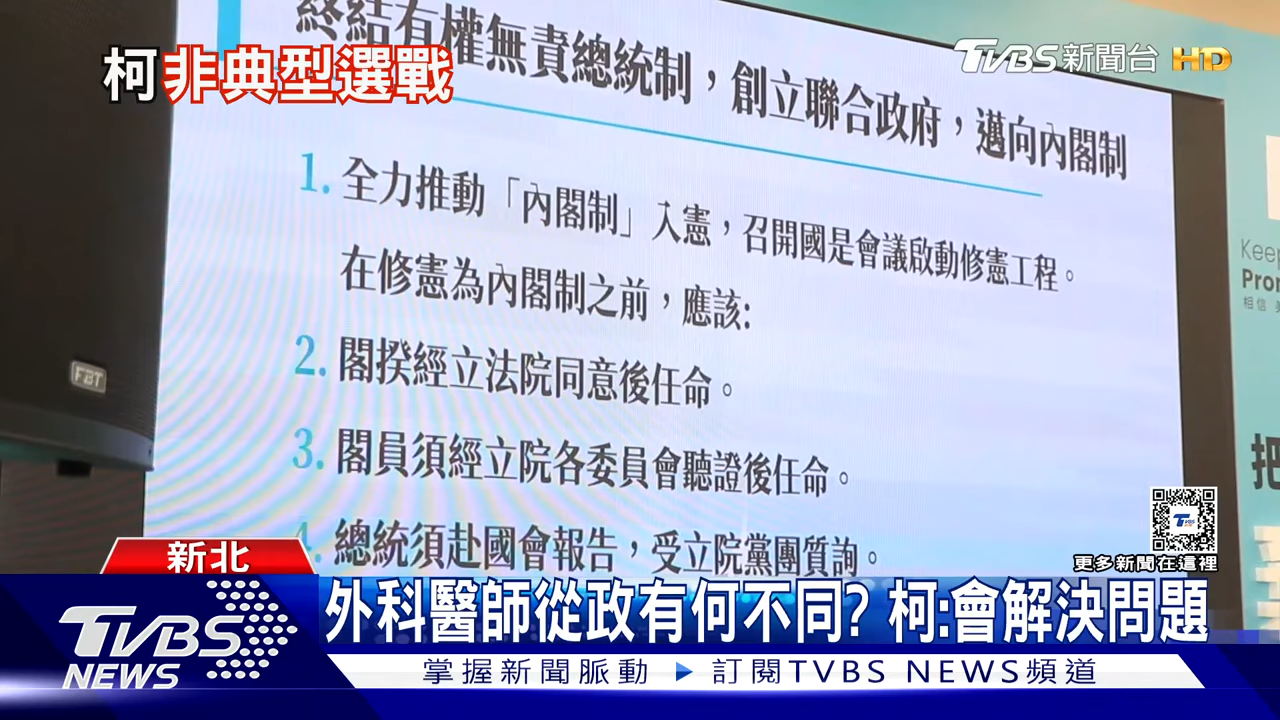 柯非典型選戰
TVBS新聞台 HD
終結有權無責總統制，創立聯合政府，邁向內閣制
1. 全力推動「內閣制」入憲，召開國是會議啟動修憲工程。
在修憲為內閣制之前，應該:
2. 閣揆經立法院同意後任命。
3. 閣員須經立院各委員會聽證後任命。
4. 總統須赴國會報告，受立院黨團質詢。
FBT
Keep
相信
把
TVBS
更多新聞在這裡
新北
外科醫師從政有何不同? 柯:會解決問題
TVBS
NEWS
掌握新聞脈動 訂閱TVBS NEWS頻道